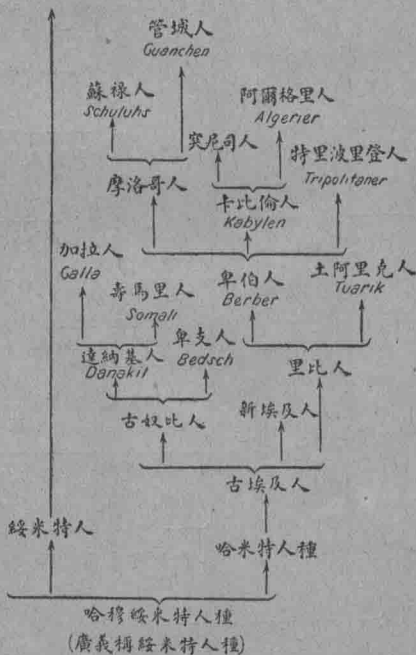 管城人
Guanchen
蘇祿人
Schuluhs
阿爾格里人
Algerier
突尼司人
特里波里登人
Tripolitaner
摩洛哥人
卡比倫人
Kabylen
加拉人
Galla
土阿里克人
Tuarik
卑伯人
Berber
馬里人
Somali
卑支人
Bedsch
達納基人
Danakil
里比人
古奴比人
新埃及人
古埃及人
綏米特人
哈米特人種
哈穆綏米特人種
(廣義稱綏米特人種)